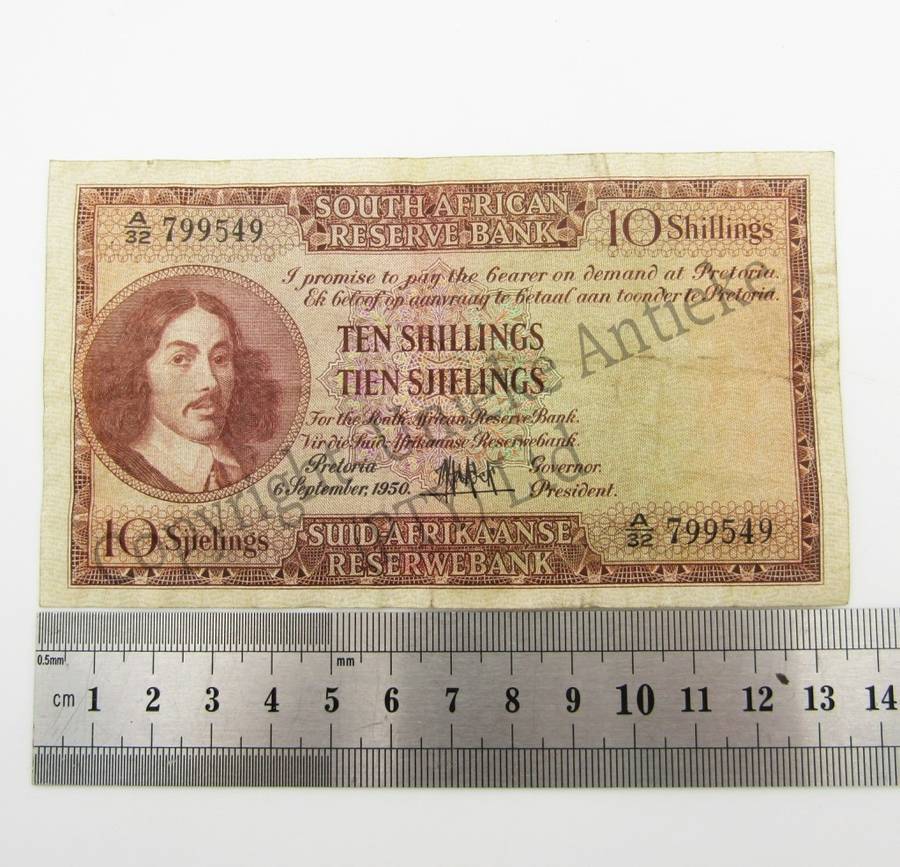 SOUTH AFRICAN
RESERVE BANK
A/32 799549
10 Shillings
I promise to pay the bearer on demand at Pretoria.
Ek beloof op aanvraag te betaal aan toonder te Pretoria.
TEN SHILLINGS
TIEN SJIELINGS
For the South African Reserve Bank.
Vir die Suid-Afrikaanse Reserwebank.
Pretoria
Governor.
6 September, 1950.
President.
10 Sjielings
SUID-AFRIKAANSE
RESERWEBANK
A/32 799549
0.5mm
mm
cm 1 2 3 4 5 6 7 8 9 10 11 12 13 14